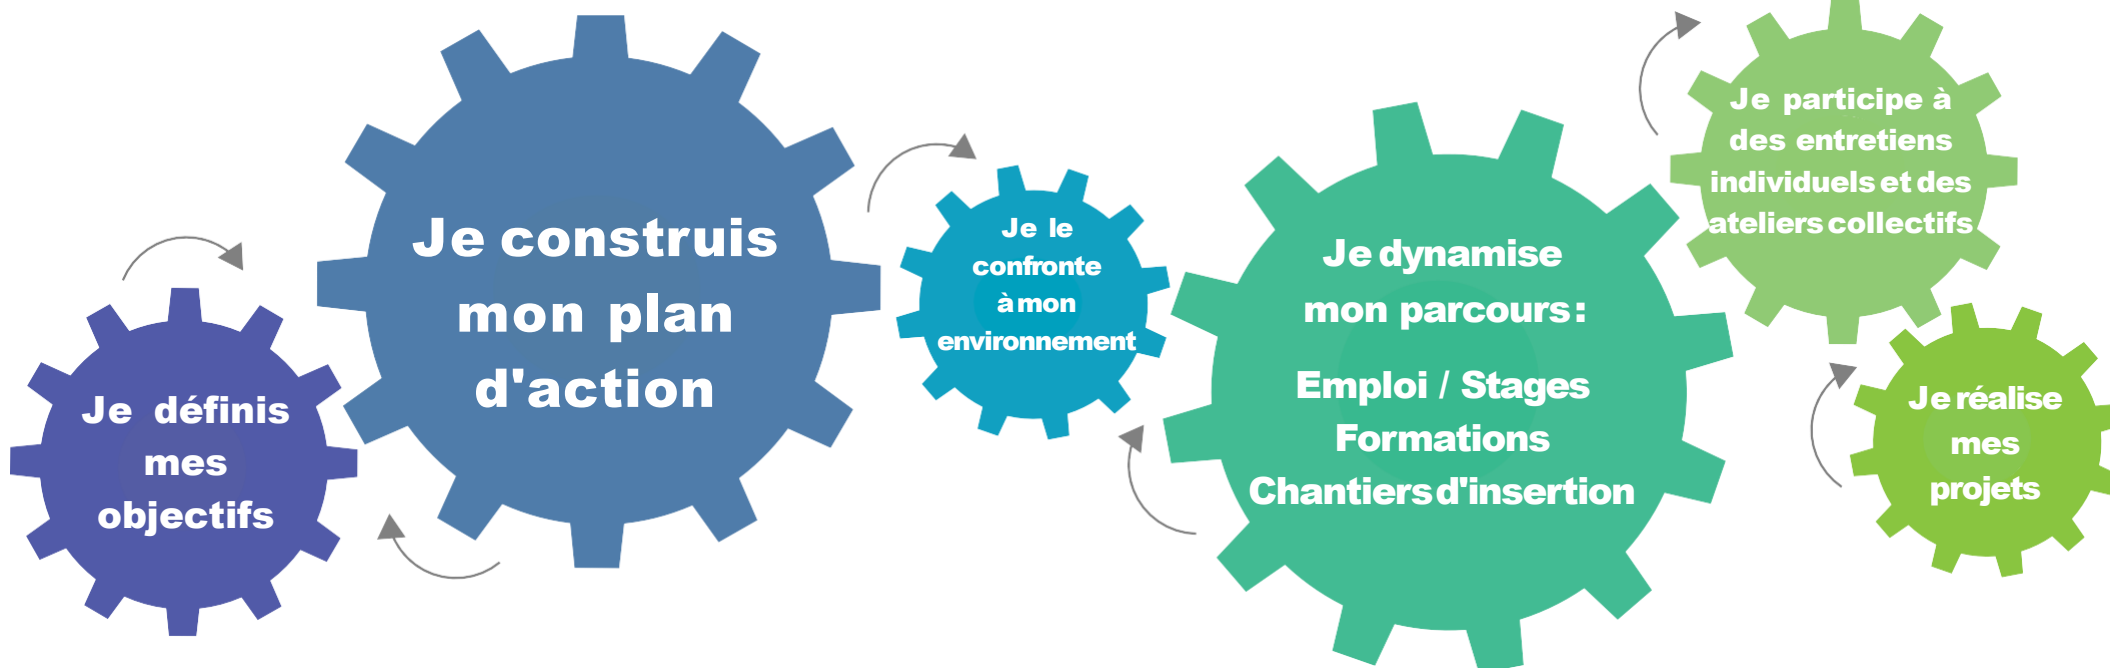 Je définis
mes
objectifs
Je construis
mon plan
d'action
Je le
confronte
à mon
environnement
Je dynamise
mon parcours :
Emploi / Stages
Formations
Chantiers d'insertion
Je participe à
des entretiens
individuels et des
ateliers collectifs
Je réalise
mes
projets